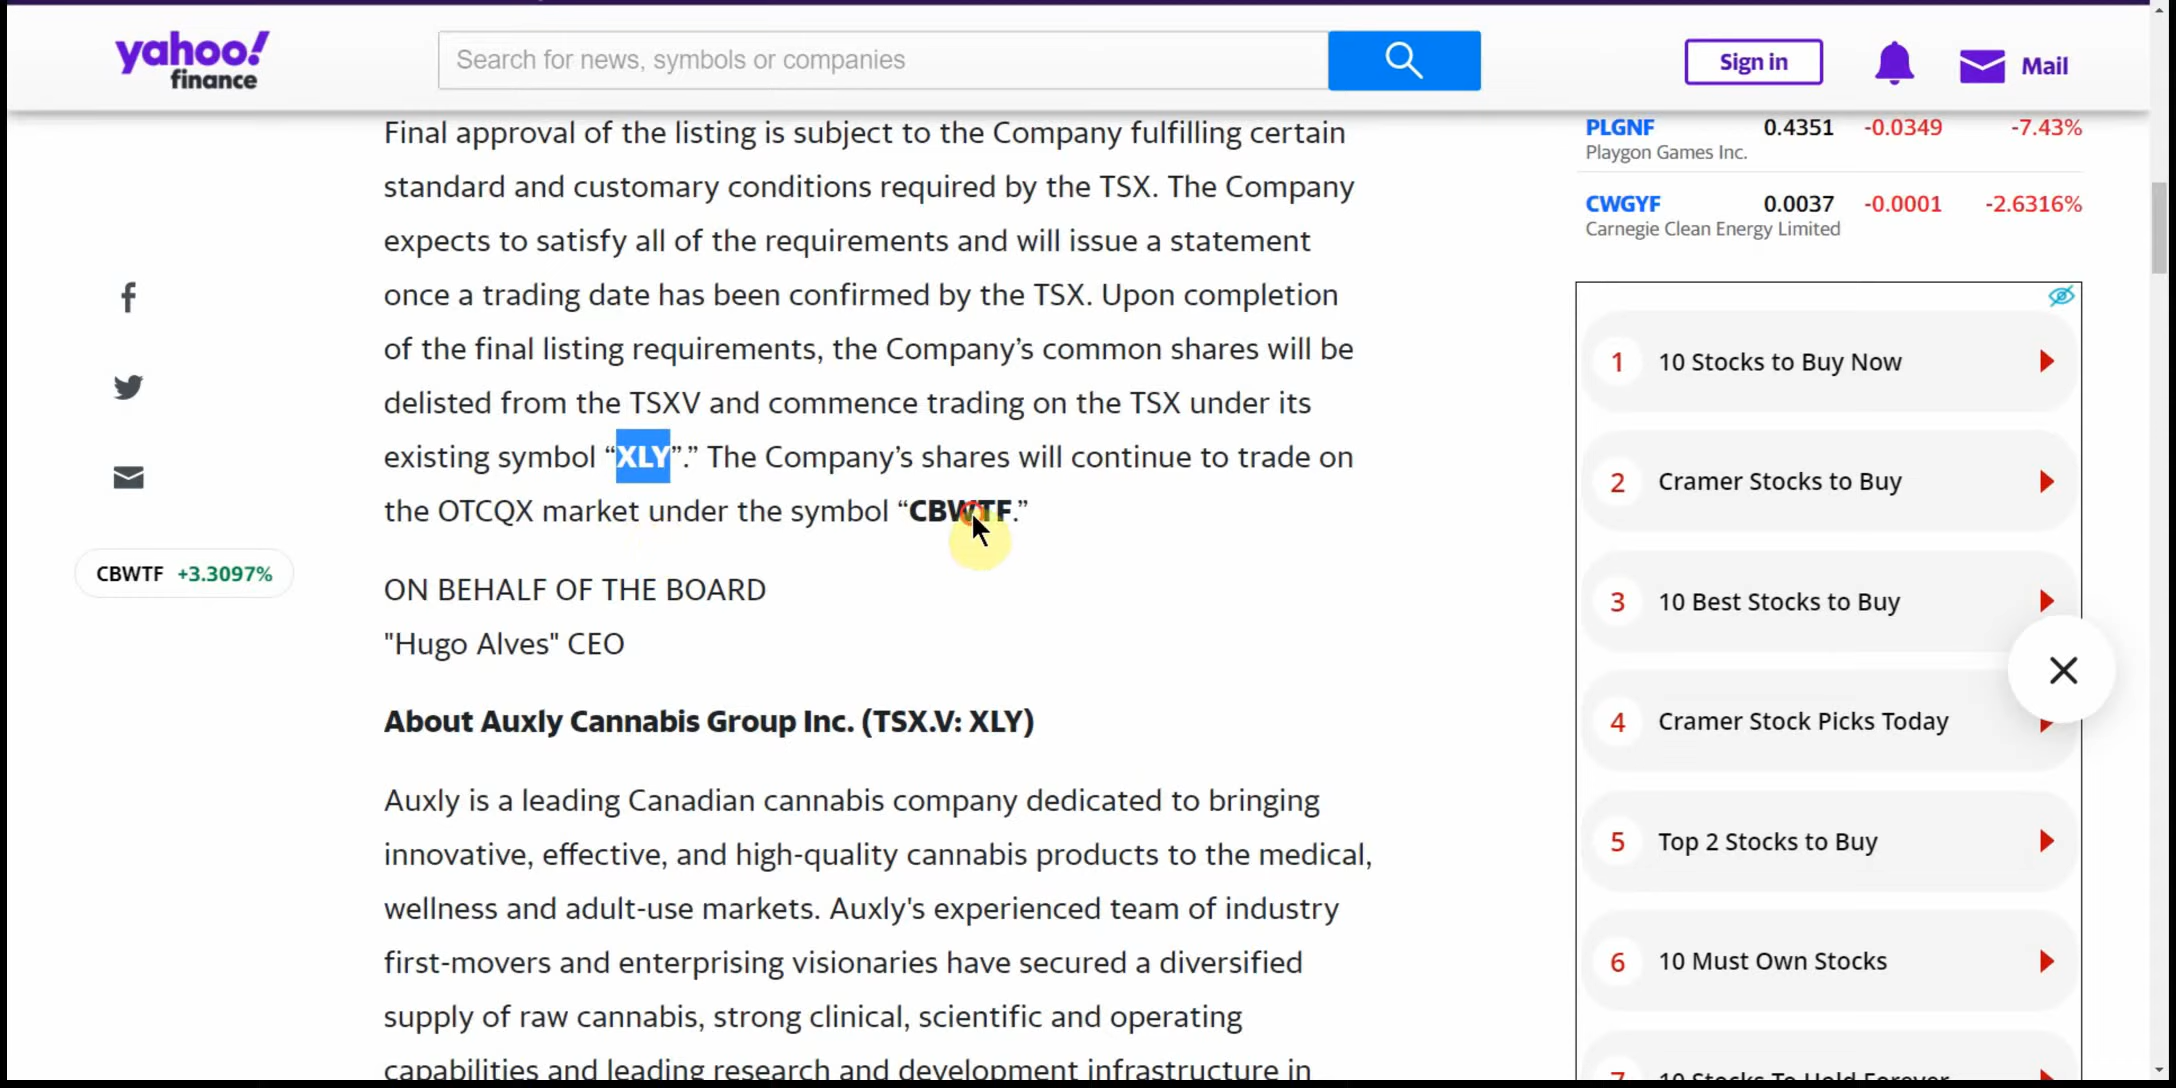 yahoo!
finance
Search for news, symbols or companies
Sign in
Mail
Final approval of the listing is subject to the Company fulfilling certain
standard and customary conditions required by the TSX. The Company
expects to satisfy all of the requirements and will issue a statement
once a trading date has been confirmed by the TSX. Upon completion
of the final listing requirements, the Company’s common shares will be
delisted from the TSXV and commence trading on the TSX under its
existing symbol “XLY”.” The Company’s shares will continue to trade on
the OTCQX market under the symbol “CBWTF.”
CBWTF +3.3097%
ON BEHALF OF THE BOARD
"Hugo Alves" CEO
About Auxly Cannabis Group Inc. (TSX.V: XLY)
Auxly is a leading Canadian cannabis company dedicated to bringing
innovative, effective, and high-quality cannabis products to the medical,
wellness and adult-use markets. Auxly's experienced team of industry
first-movers and enterprising visionaries have secured a diversified
supply of raw cannabis, strong clinical, scientific and operating
capabilities and leading research and development infrastructure in
PLGNF 0.4351 -0.0349 -7.43%
Playgon Games Inc.
CWGYF 0.0037 -0.0001 -2.6316%
Carnegie Clean Energy Limited
1 10 Stocks to Buy Now
2 Cramer Stocks to Buy
3 10 Best Stocks to Buy
4 Cramer Stock Picks Today
5 Top 2 Stocks to Buy
6 10 Must Own Stocks
7 10 Stocks To Hold Forever